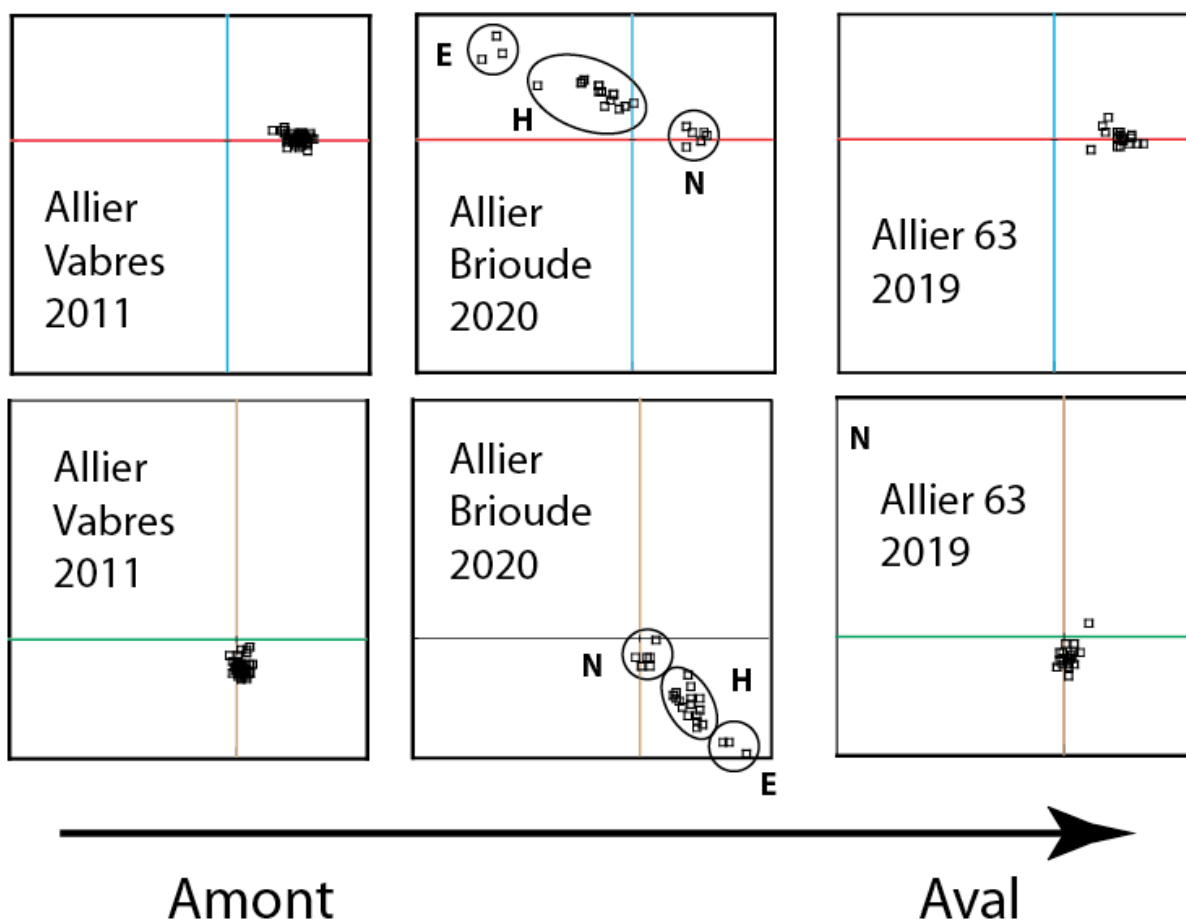 Allier
Vabres
2011
E
H
N
Allier
Brioude
2020
Allier 63
2019
Allier
Vabres
2011
Allier
Brioude
2020
N
H
E
N
Allier 63
2019
Amont
Aval